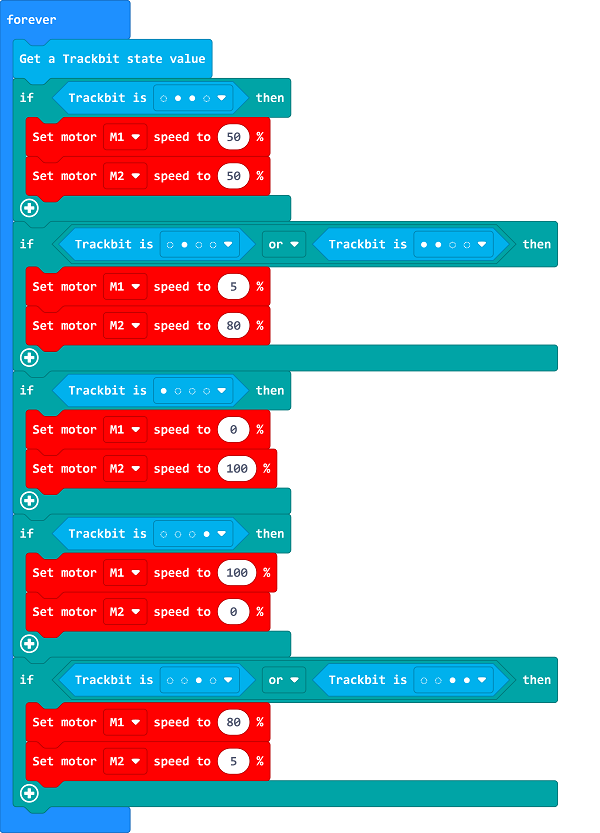 forever
Get a Trackbit state value
if Trackbit is ◌ ● ● ◌ then
Set motor M1 speed to 50 %
Set motor M2 speed to 50 %
if Trackbit is ◌ ● ◌ ◌ or Trackbit is ● ● ◌ ◌ then
Set motor M1 speed to 5 %
Set motor M2 speed to 80 %
if Trackbit is ● ◌ ◌ ◌ then
Set motor M1 speed to 0 %
Set motor M2 speed to 100 %
if Trackbit is ◌ ◌ ◌ ● then
Set motor M1 speed to 100 %
Set motor M2 speed to 0 %
if Trackbit is ◌ ◌ ● ◌ or Trackbit is ◌ ◌ ● ● then
Set motor M1 speed to 80 %
Set motor M2 speed to 5 %